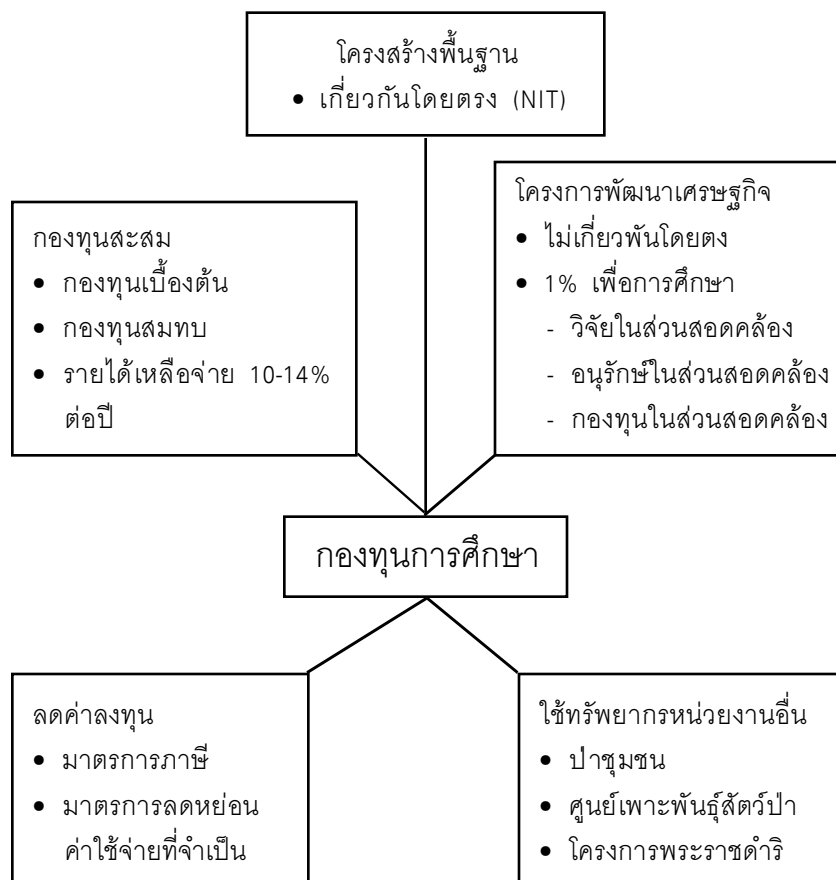 โครงสร้างพื้นฐาน
• เกี่ยวกันโดยตรง (NIT)
กองทุนสะสม
• กองทุนเบื้องต้น
• กองทุนสมทบ
• รายได้เหลือจ่าย 10-14%
ต่อปี
โครงการพัฒนาเศรษฐกิจ
• ไม่เกี่ยวพันโดยตง
• 1% เพื่อการศึกษา
- วิจัยในส่วนสอดคล้อง
- อนุรักษ์ในส่วนสอดคล้อง
- กองทุนในส่วนสอดคล้อง
กองทุนการศึกษา
ลดค่าลงทุน
• มาตรการภาษี
• มาตรการลดหย่อน
ค่าใช้จ่ายที่จำเป็น
ใช้ทรัพยากรหน่วยงานอื่น
• ป่าชุมชน
• ศูนย์เพาะพันธุ์สัตว์ป่า
• โครงการพระราชดำริ